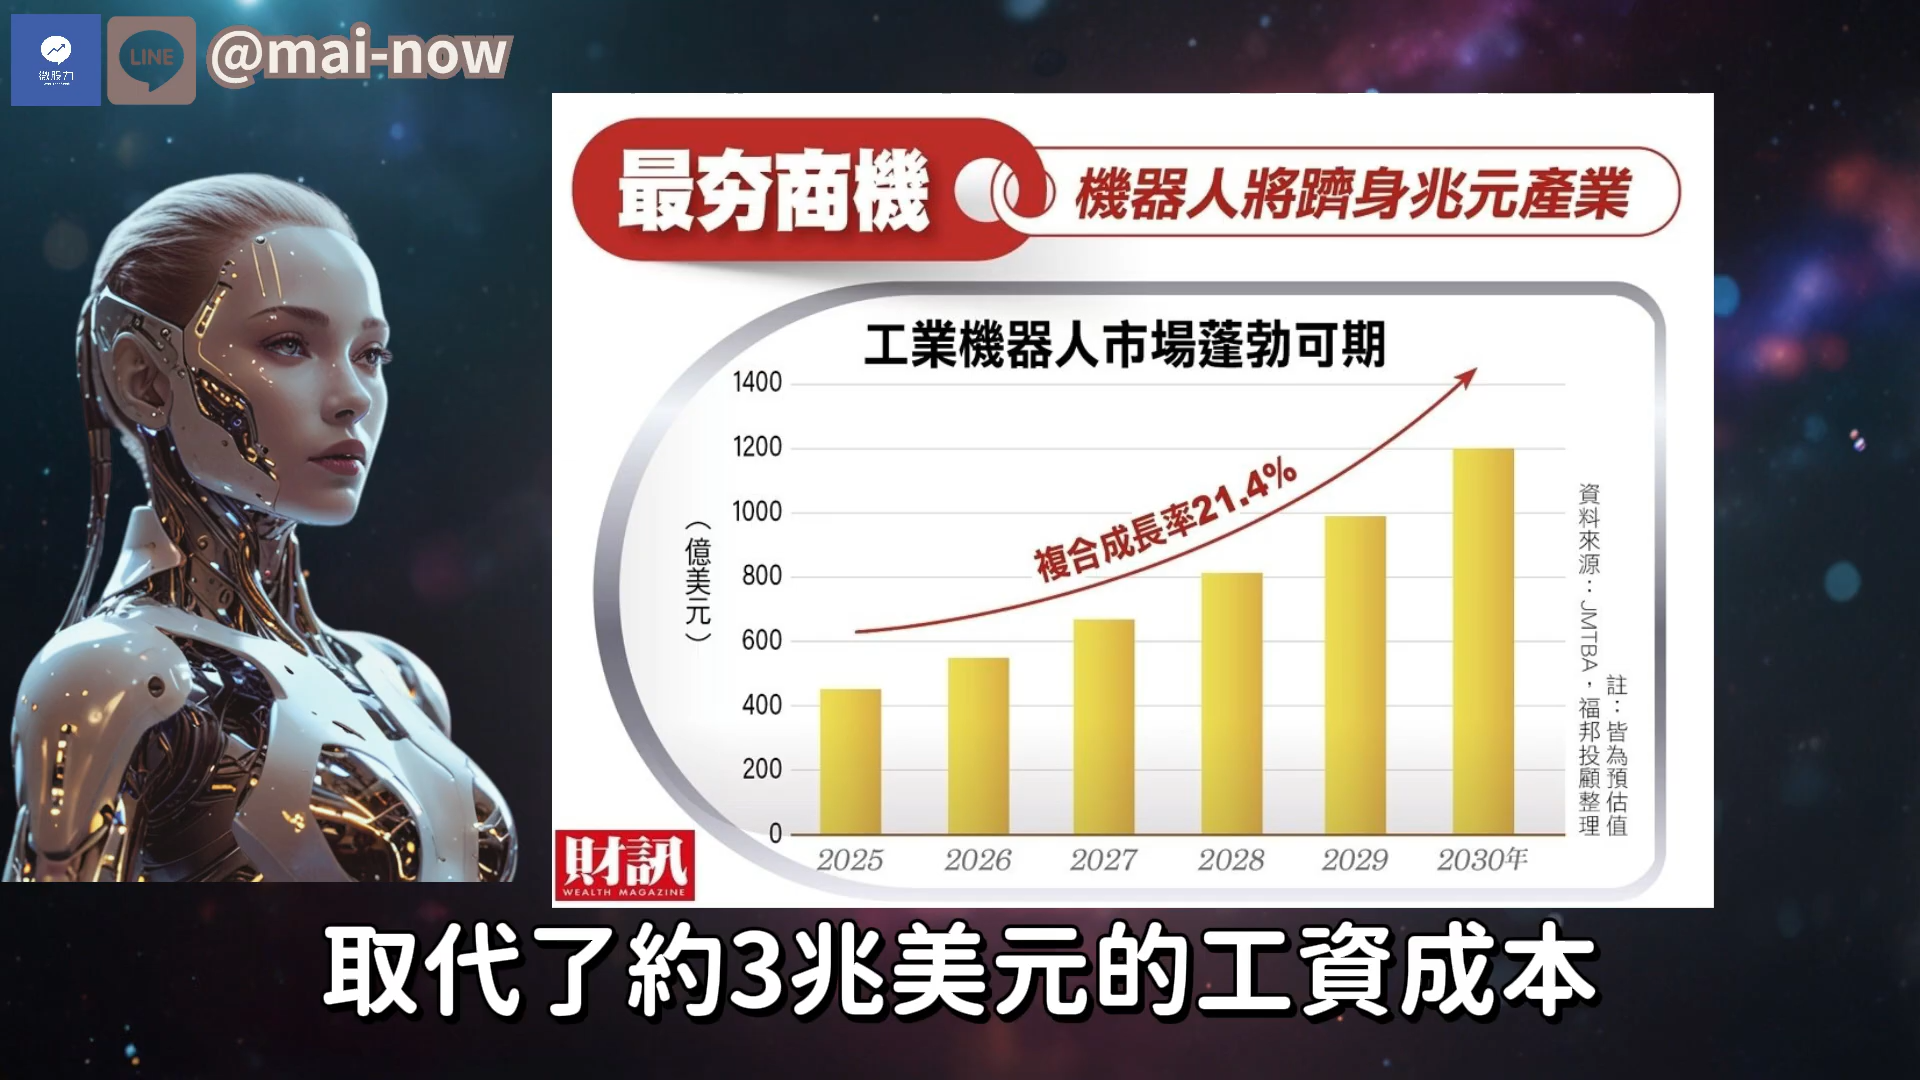 微股力
LINE
@mai-now
最夯商機
機器人將躋身兆元產業
工業機器人市場蓬勃可期
(億美元)
1400
1200
1000
800
600
400
200
0
複合成長率21.4%
2025
2026
2027
2028
2029
2030年
資料來源：JMTBA，福邦投顧整理
註：皆為預估值
財訊
WEALTH MAGAZINE
取代了約3兆美元的工資成本